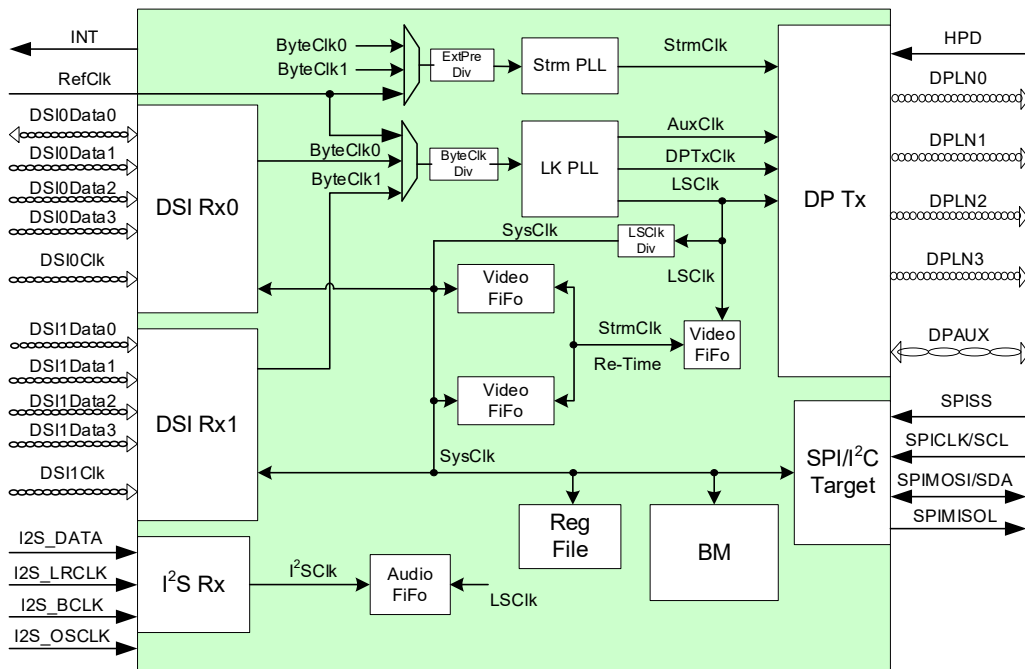 INT
RefClk
DSI0Data0
DSI0Data1
DSI0Data2
DSI0Data3
DSI0Clk
DSI1Data0
DSI1Data1
DSI1Data2
DSI1Data3
DSI1Clk
I2S_DATA
I2S_LRCLK
I2S_BCLK
I2S_OSCLK
ByteClk0
ByteClk1
ExtPre
Div
Strm PLL
StrmClk
DSI Rx0
ByteClk0
ByteClk1
ByteClk
Div
LK PLL
AuxClk
DPTxClk
LSClk
DP Tx
SysClk
LSClk
Div
LSClk
Video
FiFo
StrmClk
Re-Time
Video
FiFo
Video
FiFo
DSI Rx1
SysClk
SPI/I²C
Target
Reg
File
BM
I²S Rx
I²SClk
Audio
FiFo
LSClk
HPD
DPLN0
DPLN1
DPLN2
DPLN3
DPAUX
SPISS
SPICLK/SCL
SPIMOSI/SDA
SPIMISOL